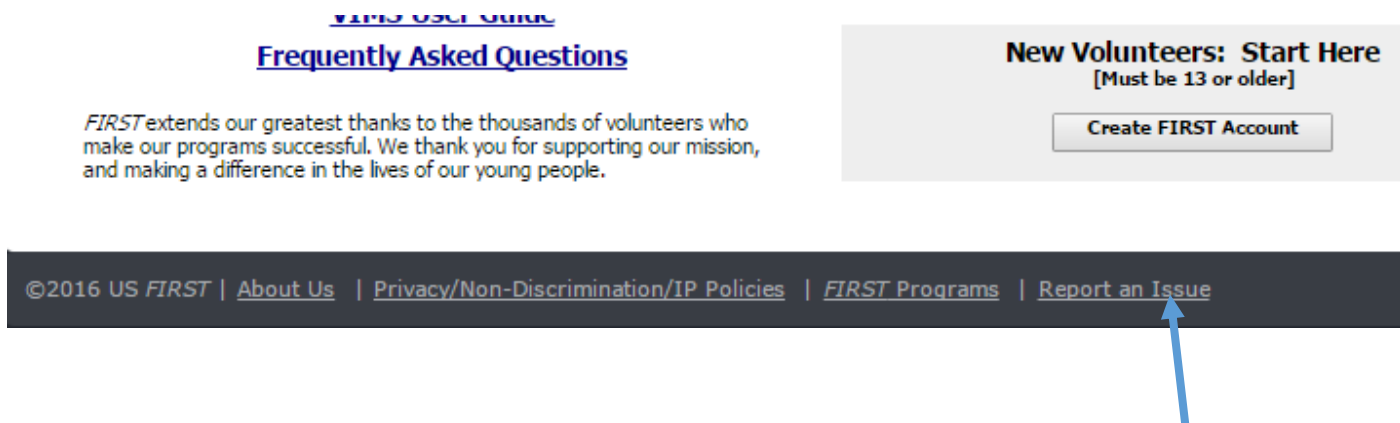 VIMS User Guide
Frequently Asked Questions
FIRST extends our greatest thanks to the thousands of volunteers who
make our programs successful. We thank you for supporting our mission,
and making a difference in the lives of our young people.
New Volunteers:  Start Here
[Must be 13 or older]
Create FIRST Account
©2016 US FIRST | About Us | Privacy/Non-Discrimination/IP Policies | FIRST Programs | Report an Issue